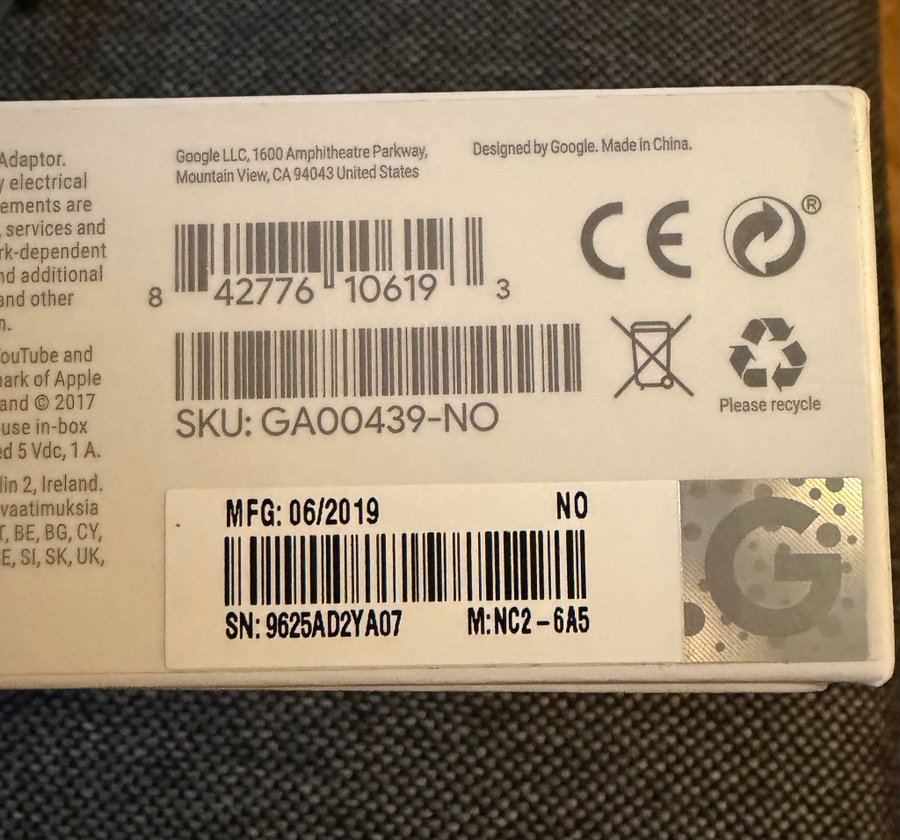 Adaptor.
electrical
ements are
, services and
rk-dependent
nd additional
and other
n.
ouTube and
mark of Apple
and © 2017
use in-box
ed 5 Vdc, 1 A.
lin 2, Ireland.
vaatimuksia
T, BE, BG, CY,
E, SI, SK, UK,
Google LLC, 1600 Amphitheatre Parkway,
Mountain View, CA 94043 United States
Designed by Google. Made in China.
8 42776 10619 3
SKU: GA00439-NO
CE
®
Please recycle
MFG: 06/2019 NO
SN: 9625AD2YA07 M:NC2-6A5
G